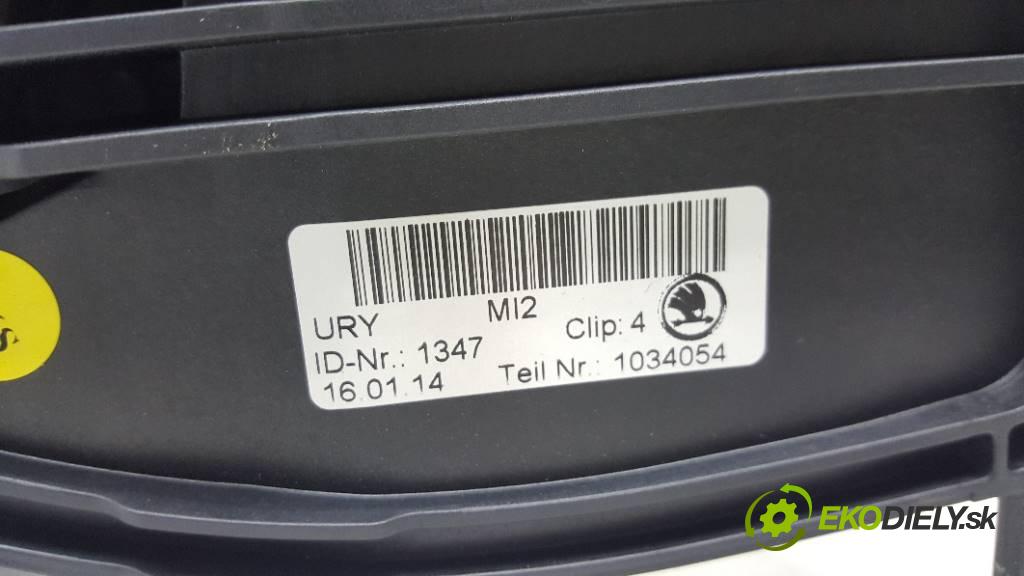 URY MI2 Clip: 4
ID-Nr.: 1347
16.01.14 Teil Nr.: 1034054
EKODIELY.sk